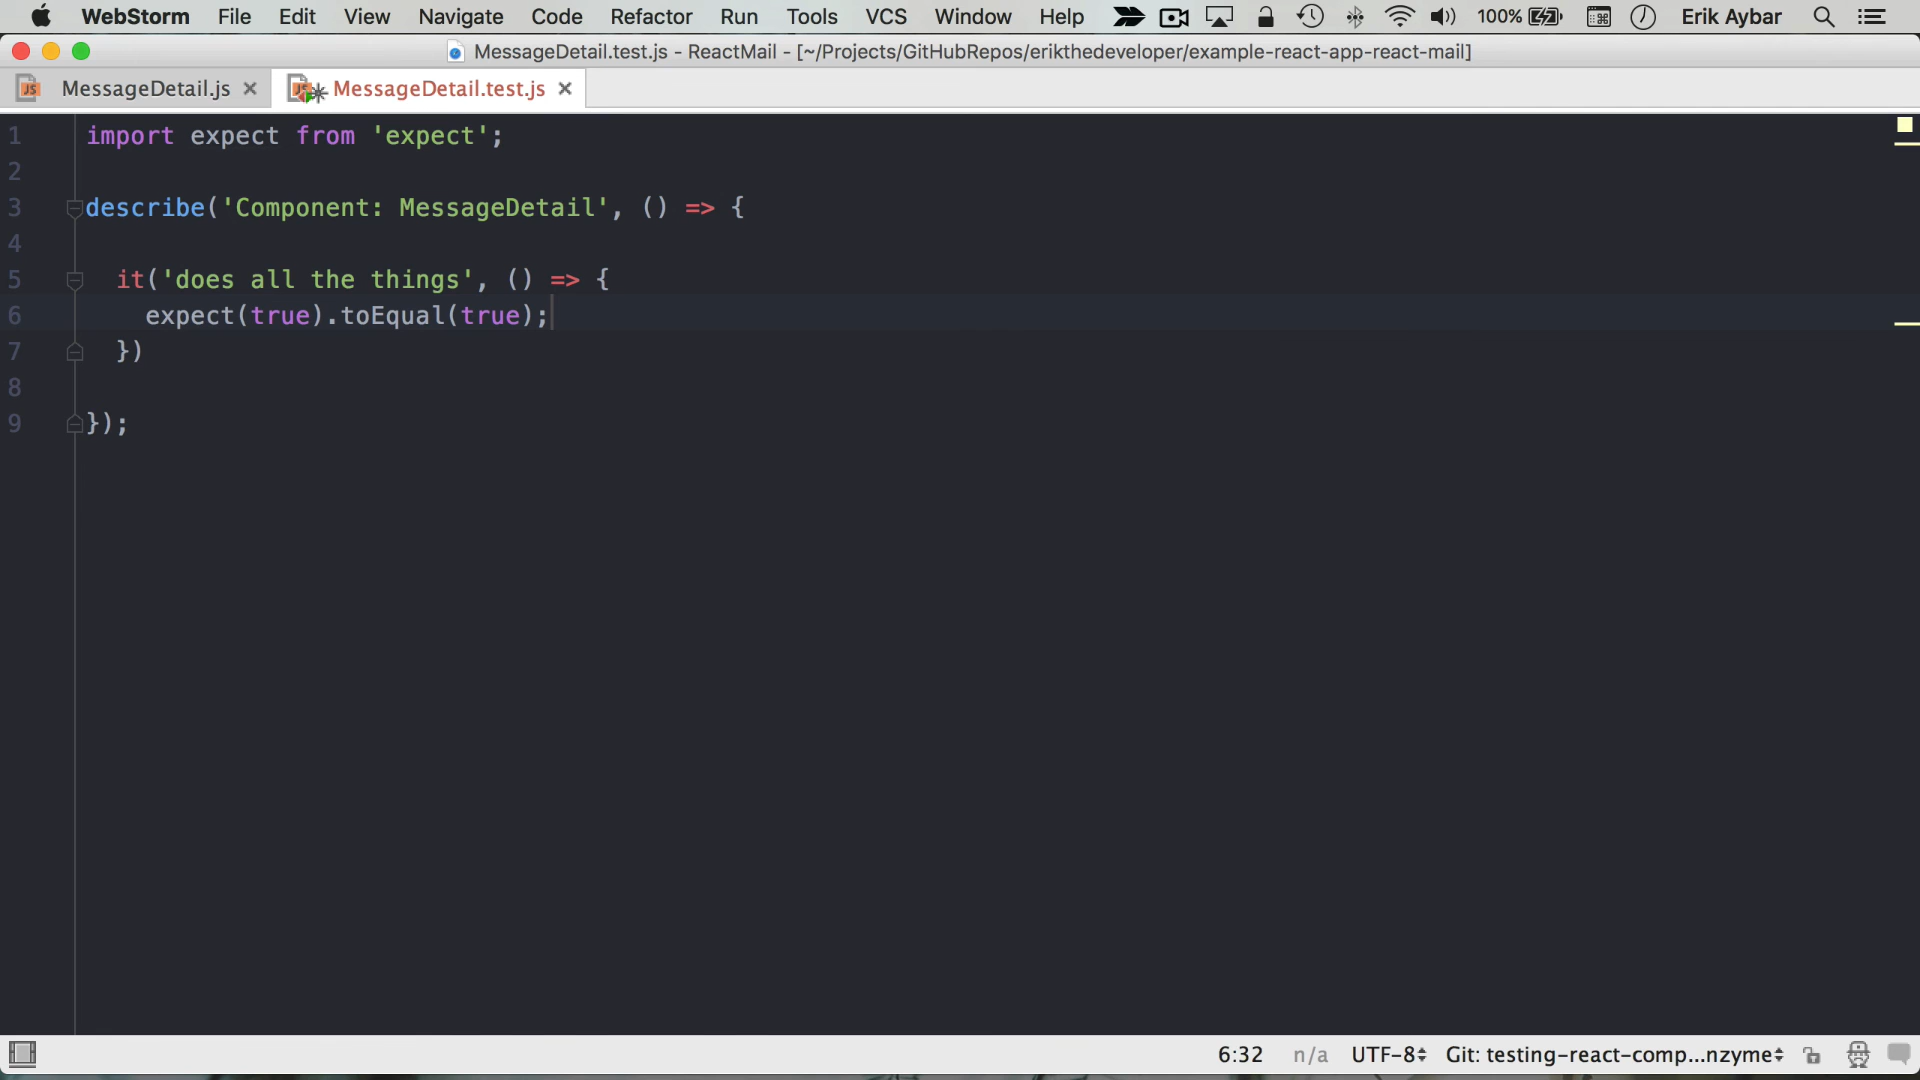 WebStorm File Edit View Navigate Code Refactor Run Tools VCS Window Help 100% Erik Aybar
MessageDetail.test.js - ReactMail - [~/Projects/GitHubRepos/erikthedeveloper/example-react-app-react-mail]
MessageDetail.js MessageDetail.test.js
1 import expect from 'expect';
2
3 describe('Component: MessageDetail', () => {
4
5 it('does all the things', () => {
6 expect(true).toEqual(true);
7 })
8
9 });
6:32 n/a UTF-8 Git: testing-react-comp...nzyme